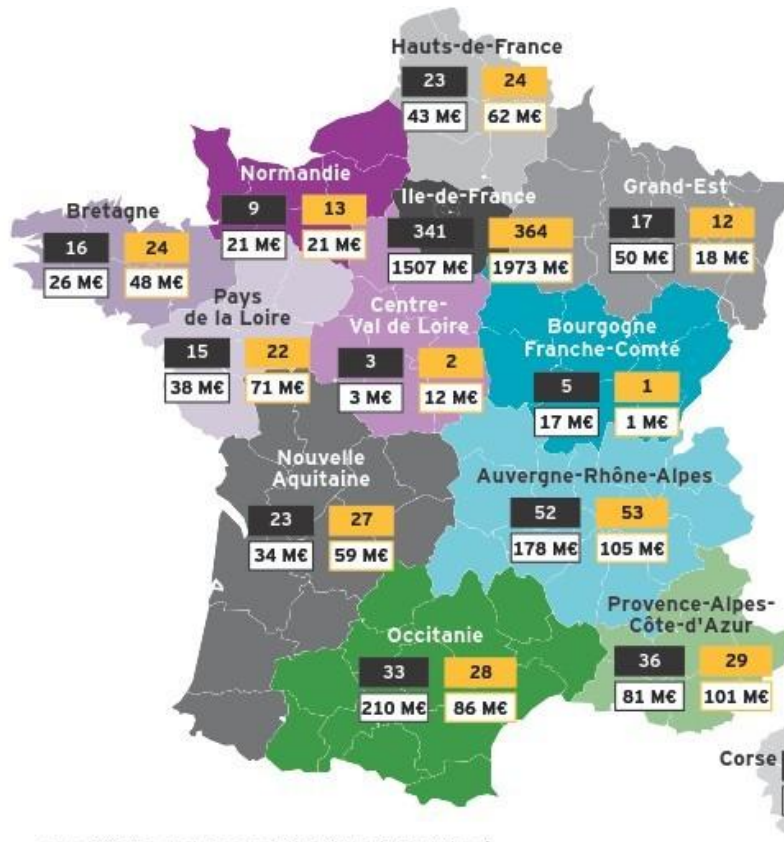 Hauts-de-France
23 24
43 M€ 62 M€
Normandie
9 13
21 M€ 21 M€
Ile-de-France
341 364
1507 M€ 1973 M€
Grand-Est
17 12
50 M€ 18 M€
Bretagne
16 24
26 M€ 48 M€
Pays
de la Loire
15 22
38 M€ 71 M€
Centre-
Val de Loire
3 2
3 M€ 12 M€
Bourgogne
Franche-Comté
5 1
17 M€ 1 M€
Nouvelle
Aquitaine
23 27
34 M€ 59 M€
Auvergne-Rhône-Alpes
52 53
178 M€ 105 M€
Provence-Alpes-
Côte-d'Azur
36 29
81 M€ 101 M€
Occitanie
33 28
210 M€ 86 M€
Corse